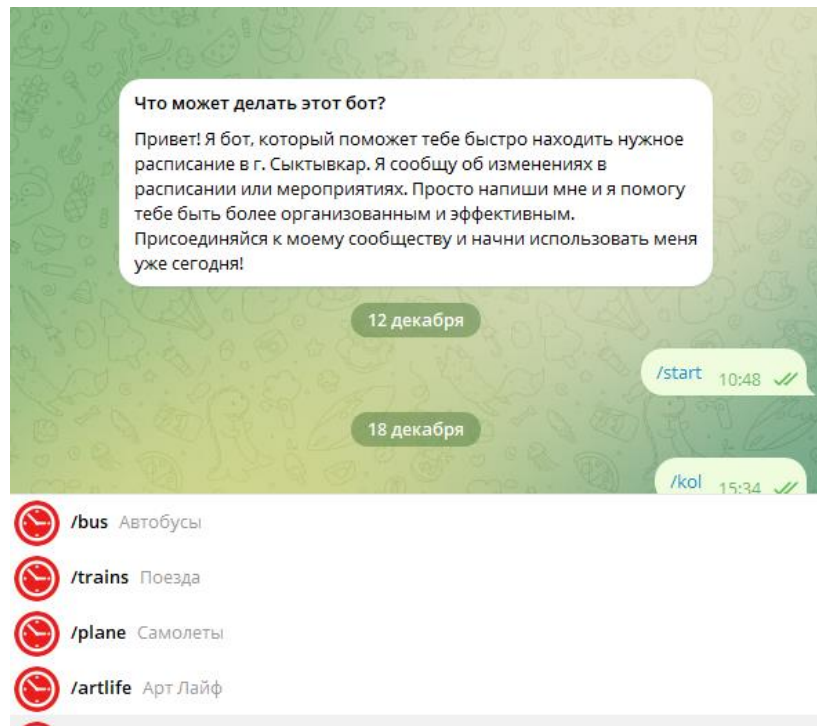 Что может делать этот бот?
Привет! Я бот, который поможет тебе быстро находить нужное
расписание в г. Сыктывкар. Я сообщу об изменениях в
расписании или мероприятиях. Просто напиши мне и я помогу
тебе быть более организованным и эффективным.
Присоединяйся к моему сообществу и начни использовать меня
уже сегодня!
12 декабря
/start 10:48
18 декабря
/kol 15:34
/bus Автобусы
/trains Поезда
/plane Самолеты
/artlife Арт Лайф